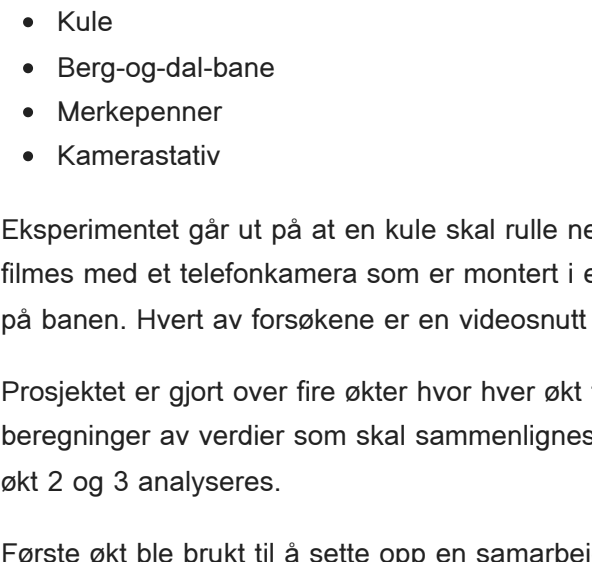 Kule
Berg-og-dal-bane
Merkepenner
Kamerastativ
Eksperimentet går ut på at en kule skal rulle
filmes med et telefonkamera som er montert i
på banen. Hvert av forsøkene er en videosnutt
Prosjektet er gjort over fire økter hvor hver økt
beregninger av verdier som skal sammenlignes
økt 2 og 3 analyseres.
Første økt ble brukt til å sette opp en